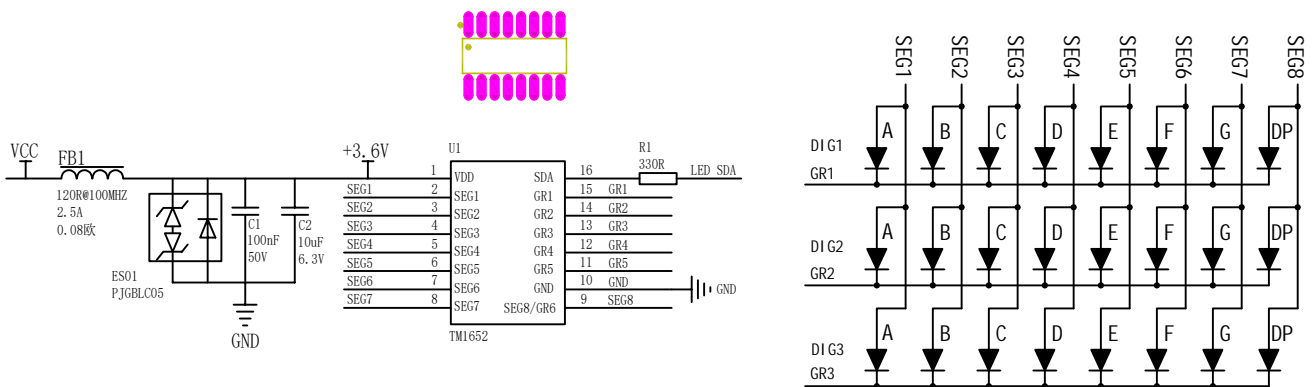 VCC
FB1
120R@100MHZ
2.5A
0.08欧
ESO1
PJGBLC05
C1
100nF
50V
C2
10uF
6.3V
GND
+3.6V
U1
1 VDD
SEG1 2 SEG1
SEG2 3 SEG2
SEG3 4 SEG3
SEG4 5 SEG4
SEG5 6 SEG5
SEG6 7 SEG6
SEG7 8 SEG7
SDA 16
GR1 15 GR1
GR2 14 GR2
GR3 13 GR3
GR4 12 GR4
GR5 11 GR5
GND 10 GND
SEG8/GR6 9 SEG8
TM1652
R1
330R
LED SDA
GND
SEG1 SEG2 SEG3 SEG4 SEG5 SEG6 SEG7 SEG8
A B C D E F G DP
DIG1
GR1
A B C D E F G DP
DIG2
GR2
A B C D E F G DP
DIG3
GR3